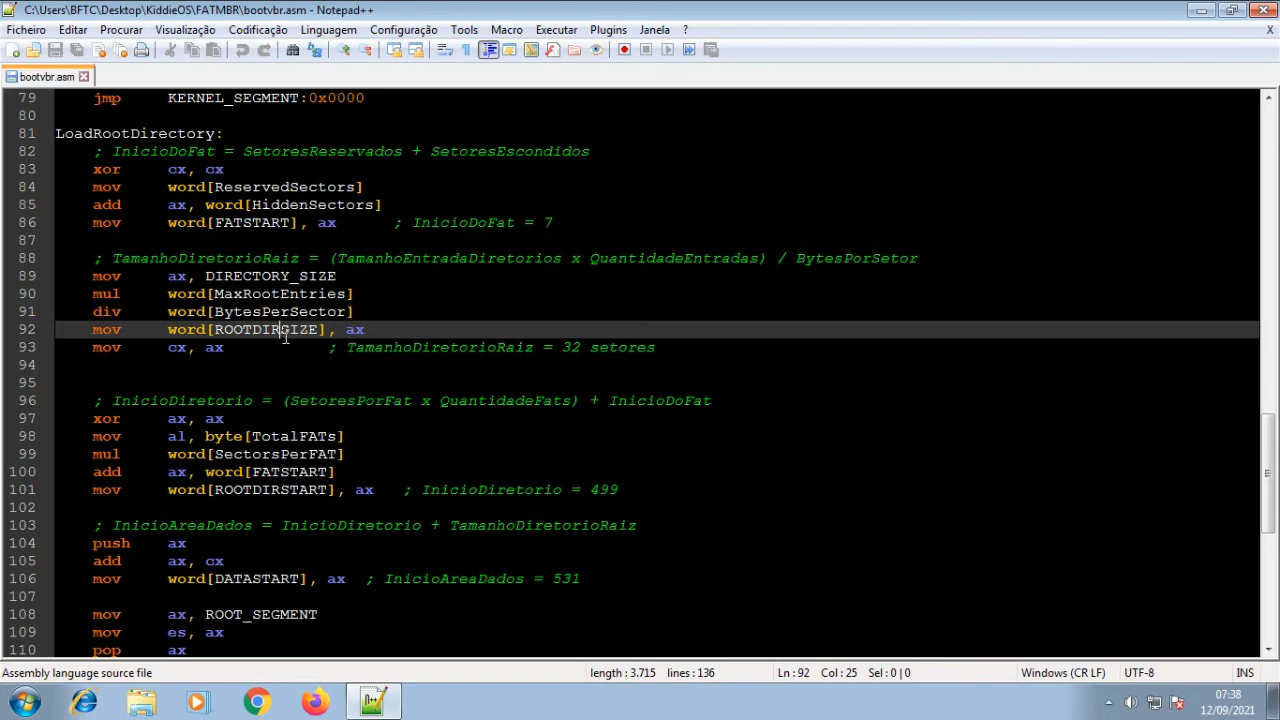 C:\Users\BFTC\Desktop\KiddieOS\FATMBR\bootvbr.asm - Notepad++
Ficheiro Editar Procurar Visualização Codificação Linguagem Configuração Tools Macro Executar Plugins Janela ? X
bootvbr.asm
79 jmp KERNEL_SEGMENT:0x0000
80
81 LoadRootDirectory:
82 ; InicioDoFat = SetoresReservados + SetoresEscondidos
83 xor cx, cx
84 mov word[ReservedSectors]
85 add ax, word[HiddenSectors]
86 mov word[FATSTART], ax ; InicioDoFat = 7
87
88 ; TamanhoDiretorioRaiz = (TamanhoEntradaDiretorios x QuantidadeEntradas) / BytesPorSetor
89 mov ax, DIRECTORY_SIZE
90 mul word[MaxRootEntries]
91 div word[BytesPerSector]
92 mov word[ROOTDIRSIZE], ax
93 mov cx, ax ; TamanhoDiretorioRaiz = 32 setores
94
95
96 ; InicioDiretorio = (SetoresPorFat x QuantidadeFats) + InicioDoFat
97 xor ax, ax
98 mov al, byte[TotalFATs]
99 mul word[SectorsPerFAT]
100 add ax, word[FATSTART]
101 mov word[ROOTDIRSTART], ax ; InicioDiretorio = 499
102
103 ; InicioAreaDados = InicioDiretorio + TamanhoDiretorioRaiz
104 push ax
105 add ax, cx
106 mov word[DATASTART], ax ; InicioAreaDados = 531
107
108 mov ax, ROOT_SEGMENT
109 mov es, ax
110 pop ax
Assembly language source file length : 3.715 lines : 136 Ln : 92 Col : 25 Sel : 0 | 0 Windows (CR LF) UTF-8 INS
07:38
12/09/2021